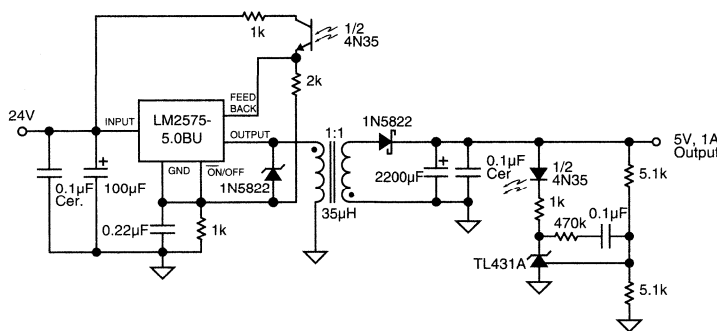 1k
1/2
4N35
2k
24V
INPUT
LM2575-
5.0BU
FEED
BACK
OUTPUT
GND
ON/OFF
1N5822
0.1µF
Cer.
+
100µF
0.22µF
1k
1:1
35µH
1N5822
2200µF
+
0.1µF
Cer
1/2
4N35
1k
470k
0.1µF
TL431A
5.1k
5.1k
5V, 1A
Output